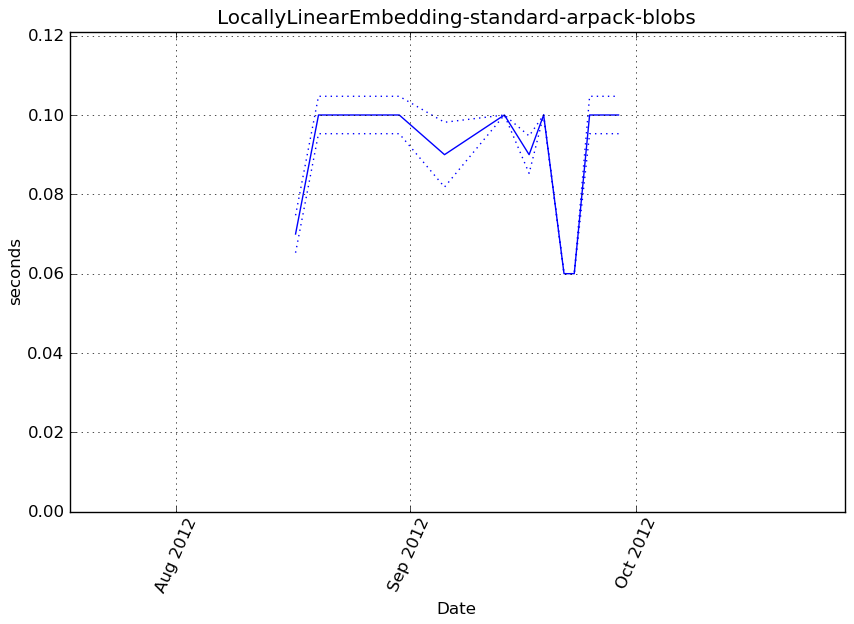 LocallyLinearEmbedding-standard-arpack-blobs
0.12
0.10
0.08
0.06
0.04
0.02
0.00
seconds
Aug 2012
Sep 2012
Oct 2012
Date